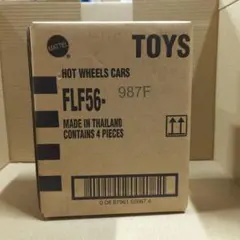 MATTEL
TOYS
HOT WHEELS CARS
FLF56- 987F
MADE IN THAILAND
CONTAINS 4 PIECES